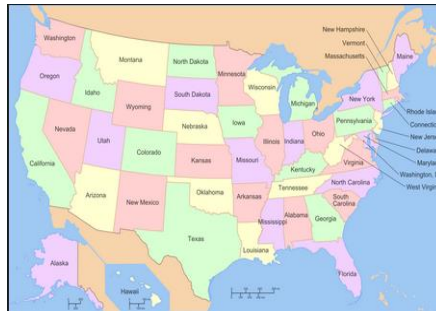 New Hampshire
Vermont
Massachusetts
Washington
Montana
North Dakota
Minnesota
Maine
Oregon
Idaho
Wyoming
South Dakota
Wisconsin
Michigan
New York
Rhode Isla
Connectic
New Jerse
Delawa
Maryla
Washington, D
West Virgi
Nevada
Utah
Colorado
Nebraska
Iowa
Illinois
Indiana
Ohio
Pennsylvania
California
Kansas
Missouri
Kentucky
Virginia
Arizona
New Mexico
Oklahoma
Arkansas
Tennessee
North Carolina
South
Carolina
Texas
Louisiana
Mississippi
Alabama
Georgia
Florida
Alaska
Hawaii